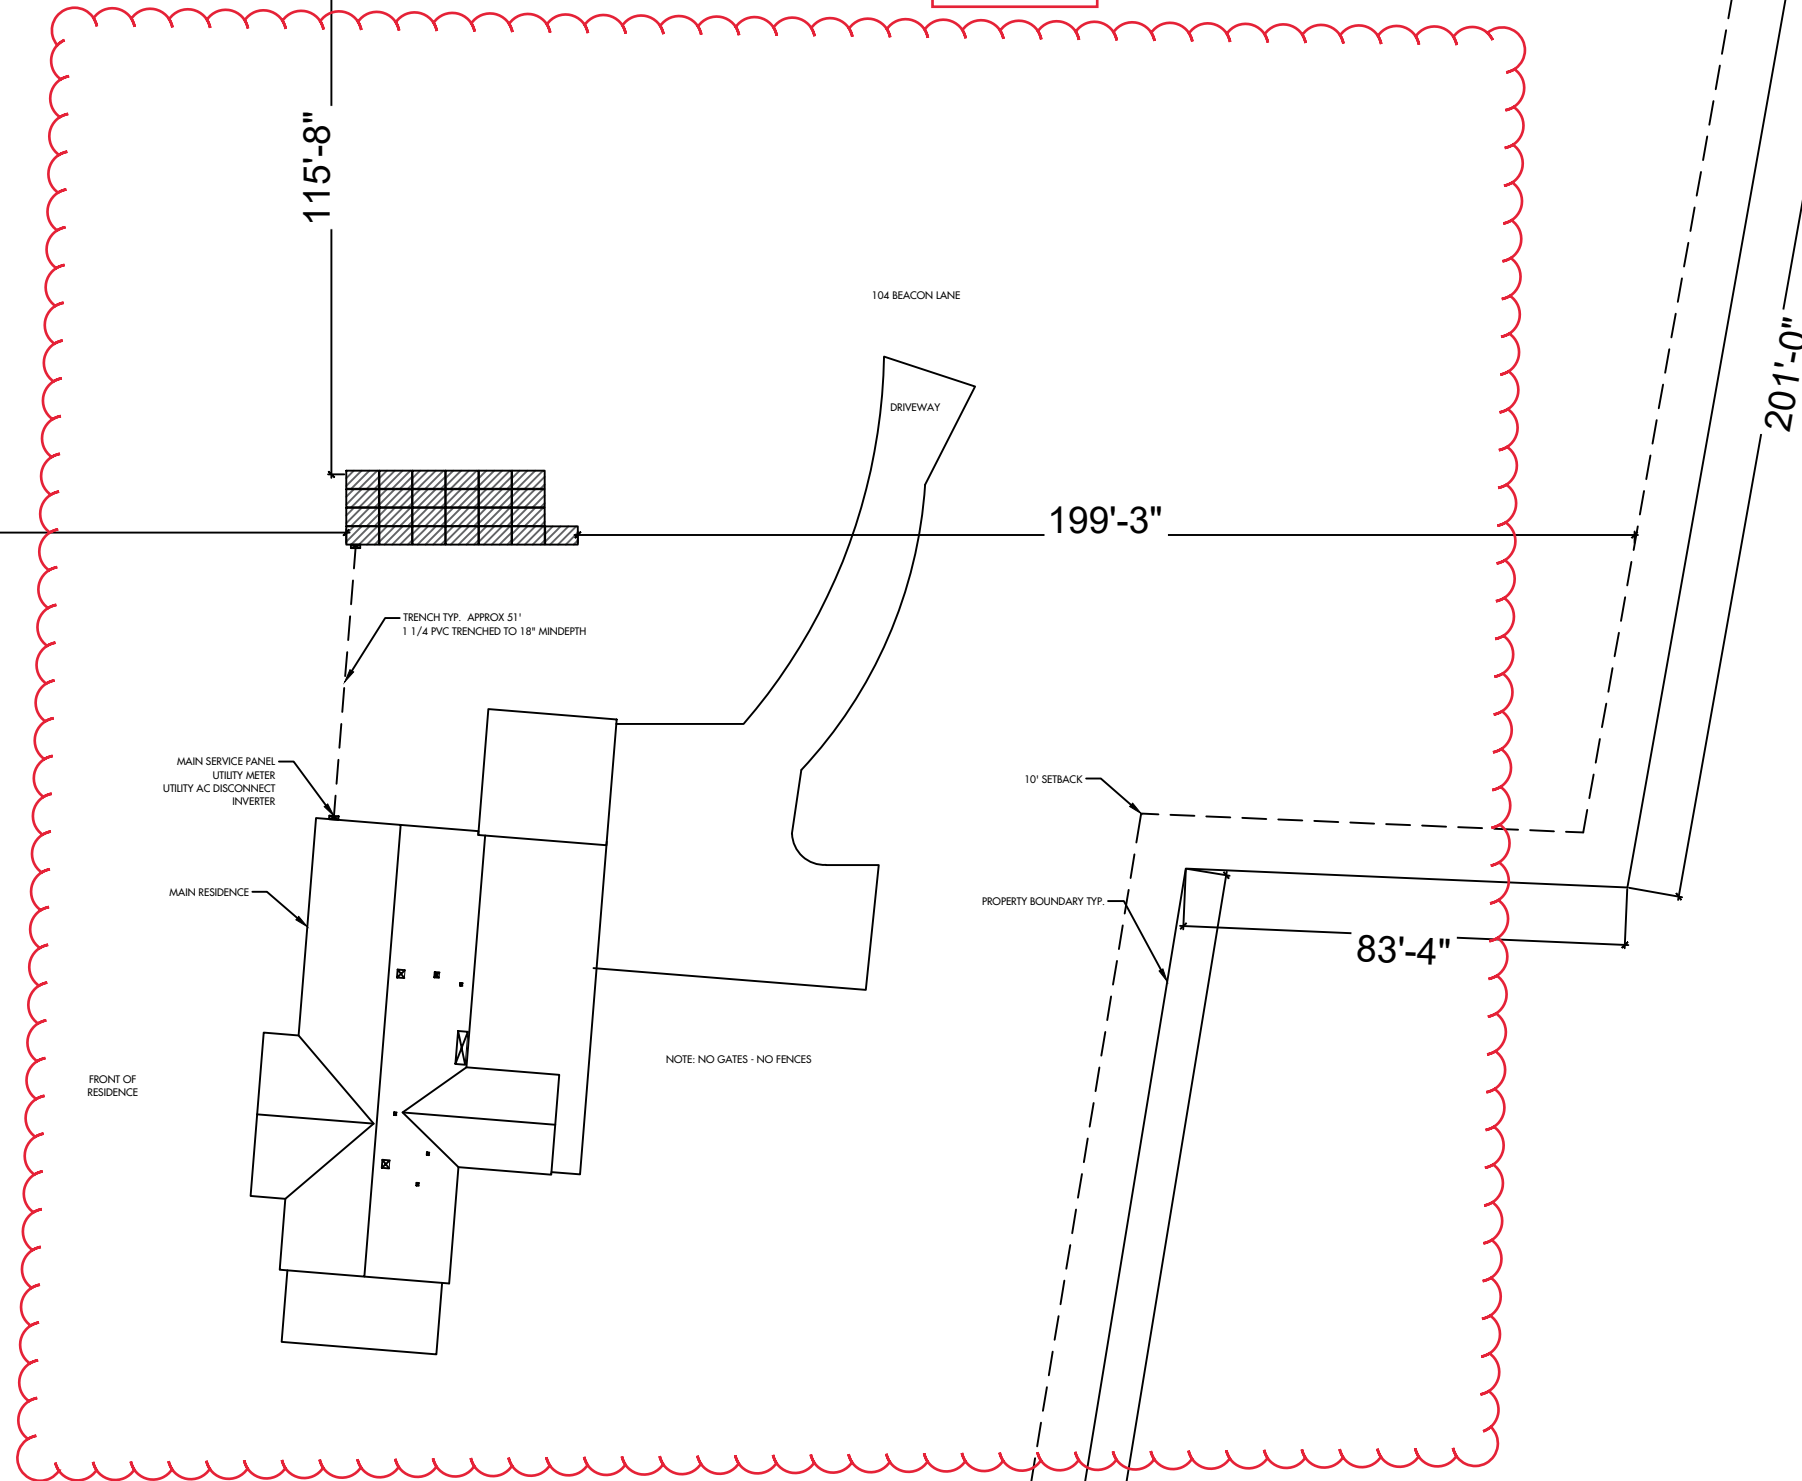 115'-8"
104 BEACON LANE
DRIVEWAY
201'-0"
199'-3"
TRENCH TYP. APPROX 51'
1 1/4 PVC TRENCHED TO 18" MINDEPTH
MAIN SERVICE PANEL
UTILITY METER
UTILITY AC DISCONNECT
INVERTER
10' SETBACK
MAIN RESIDENCE
PROPERTY BOUNDARY TYP.
83'-4"
NOTE: NO GATES - NO FENCES
FRONT OF
RESIDENCE